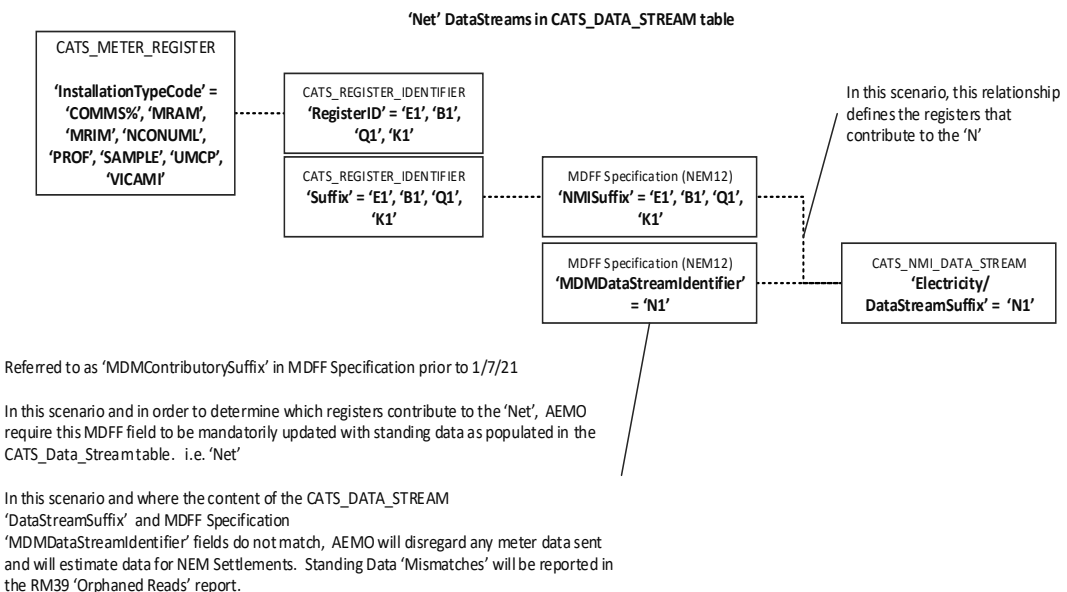 ‘Net’ DataStreams in CATS_DATA_STREAM table
CATS_METER_REGISTER
‘InstallationTypeCode’ =
‘COMMS%’, ‘MRAM’,
‘MRIM’, ‘NCONUML’,
‘PROF’, ‘SAMPLE’, ‘UMCP’,
‘VICAMI’
CATS_REGISTER_IDENTIFIER
‘RegisterID’ = ‘E1’, ‘B1’,
‘Q1’, ‘K1’
CATS_REGISTER_IDENTIFIER
‘Suffix’ = ‘E1’, ‘B1’, ‘Q1’,
‘K1’
MDFF Specification (NEM12)
‘NMISuffix’ = ‘E1’, ‘B1’, ‘Q1’,
‘K1’
MDFF Specification (NEM12)
‘MDMDataStreamIdentifier’
= ‘N1’
In this scenario, this relationship
defines the registers that
contribute to the ‘N’
CATS_NMI_DATA_STREAM
‘Electricity/
DataStreamSuffix’ = ‘N1’
Referred to as ‘MDMContributorySuffix’ in MDFF Specification prior to 1/7/21
In this scenario and in order to determine which registers contribute to the ‘Net’, AEMO
require this MDFF field to be mandatorily updated with standing data as populated in the
CATS_Data_Stream table. i.e. ‘Net’
In this scenario and where the content of the CATS_DATA_STREAM
‘DataStreamSuffix’ and MDFF Specification
‘MDMDataStreamIdentifier’ fields do not match, AEMO will disregard any meter data sent
and will estimate data for NEM Settlements. Standing Data ‘Mismatches’ will be reported in
the RM39 ‘Orphaned Reads’ report.